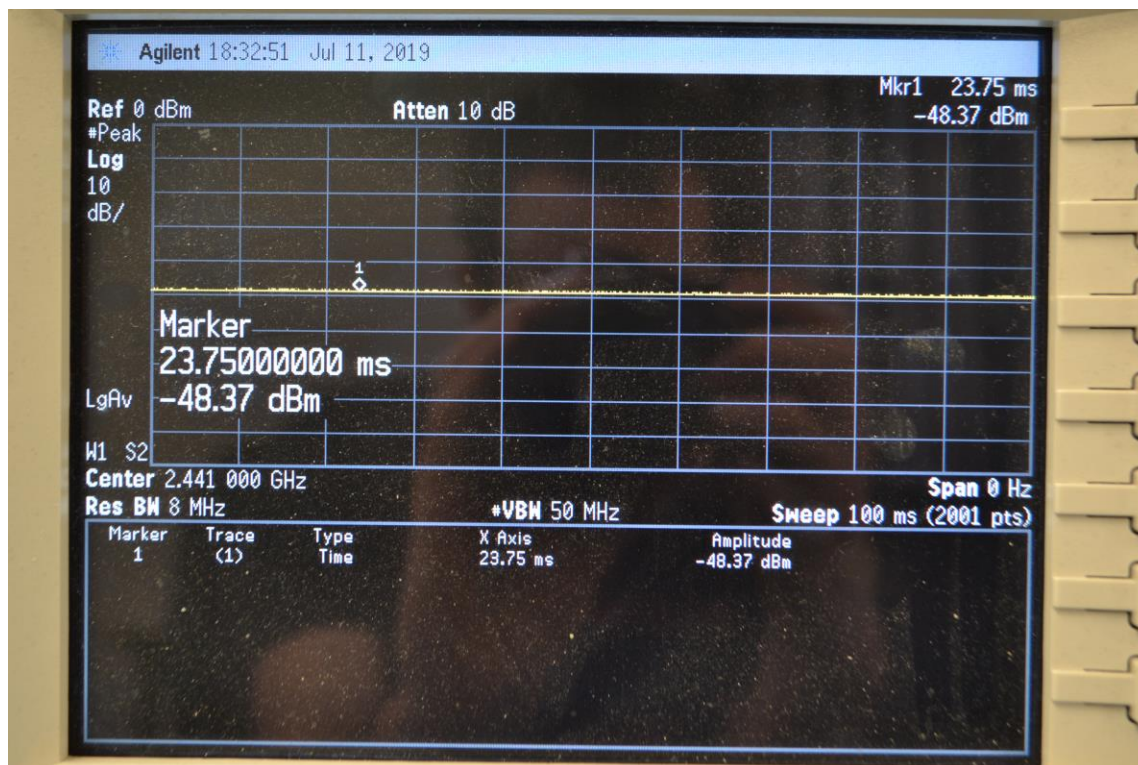 Agilent 18:32:51 Jul 11, 2019
Mkr1 23.75 ms
Ref 0 dBm Atten 10 dB -48.37 dBm
#Peak
Log
10
dB/
1
Marker
23.75000000 ms
-48.37 dBm
LgAv
W1 S2
Center 2.441 000 GHz Span 0 Hz
Res BW 8 MHz #VBW 50 MHz Sweep 100 ms (2001 pts)
Marker Trace Type X Axis Amplitude
1 (1) Time 23.75 ms -48.37 dBm